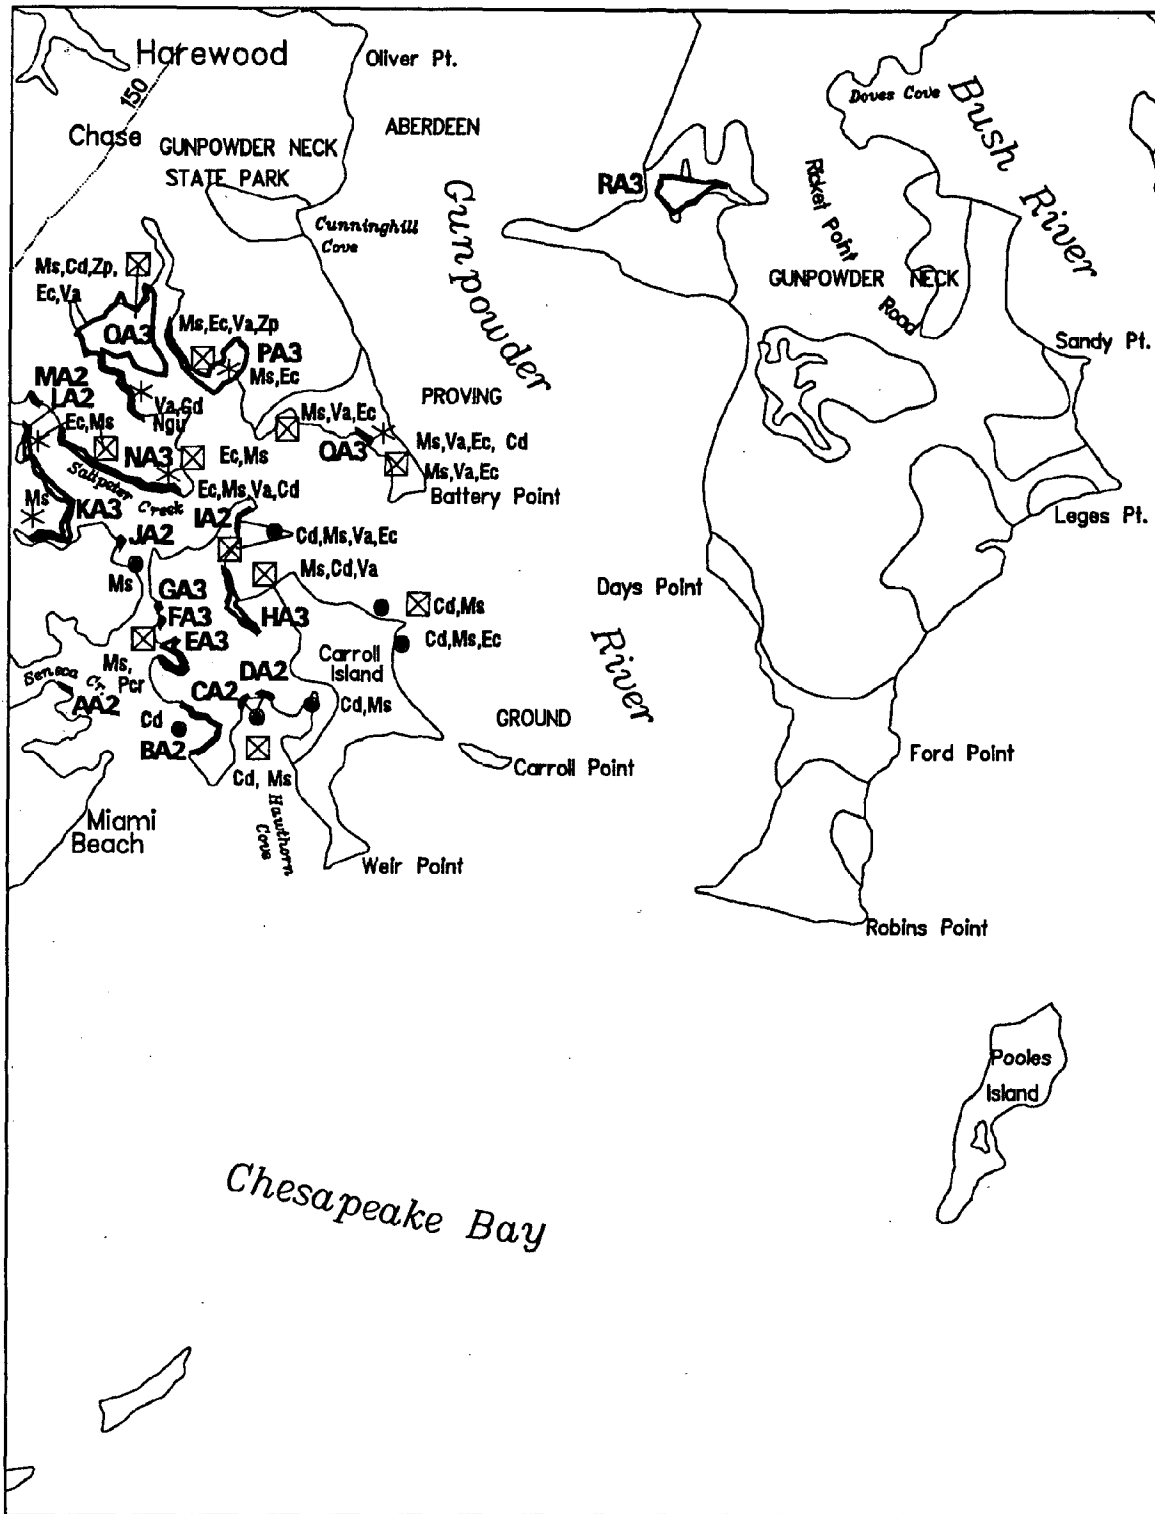 Harewood
Oliver Pt.
150
Chase
GUNPOWDER NECK
STATE PARK
ABERDEEN
Doves Cove
Bush River
RA3
Ricket Point
Gunpowder
Cunninghill
Cove
Ms,Cd,Zp,
Ec,Va
GUNPOWDER NECK
Road
OA3
Ms,Ec,Va,Zp
PA3
Ms,Ec
Sandy Pt.
MA2
LA2
Va,Cd
Ngu
PROVING
Ec,Ms
Ms,Va,Ec
NA3
Ec,Ms
QA3
Ms,Va,Ec, Cd
Ms,Va,Ec
Saltpeter
Creek
Ec,Ms,Va,Cd
Battery Point
Ms
KA3
IA2
Leges Pt.
JA2
Cd,Ms,Va,Ec
Ms
Ms,Cd,Va
Days Point
GA3
FA3
HA3
Cd,Ms
EA3
Cd,Ms,Ec
River
Ms,
Pcr
Carroll
Island
Seneca Cr.
DA2
CA2
AA2
Cd
Cd,Ms
GROUND
BA2
Ford Point
Carroll Point
Cd, Ms
Hawthorn
Cove
Miami
Beach
Weir Point
Robins Point
Pooles
Island
Chesapeake Bay